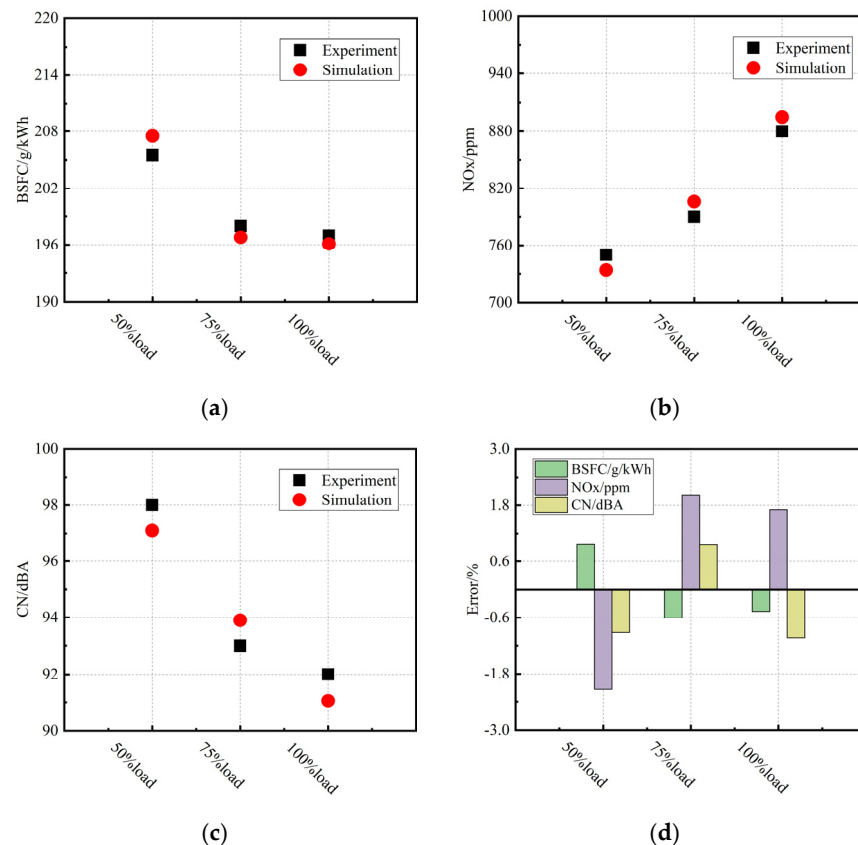 220
214
208
202
196
190
BSFC/g/kWh
Experiment
Simulation
50%load
75%load
100%load
(a)
1000
940
880
820
760
700
NOx/ppm
Experiment
Simulation
50%load
75%load
100%load
(b)
100
98
96
94
92
90
CN/dBA
Experiment
Simulation
50%load
75%load
100%load
(c)
3.0
1.8
0.6
-0.6
-1.8
-3.0
Error/%
BSFC/g/kWh
NOx/ppm
CN/dBA
50%load
75%load
100%load
(d)